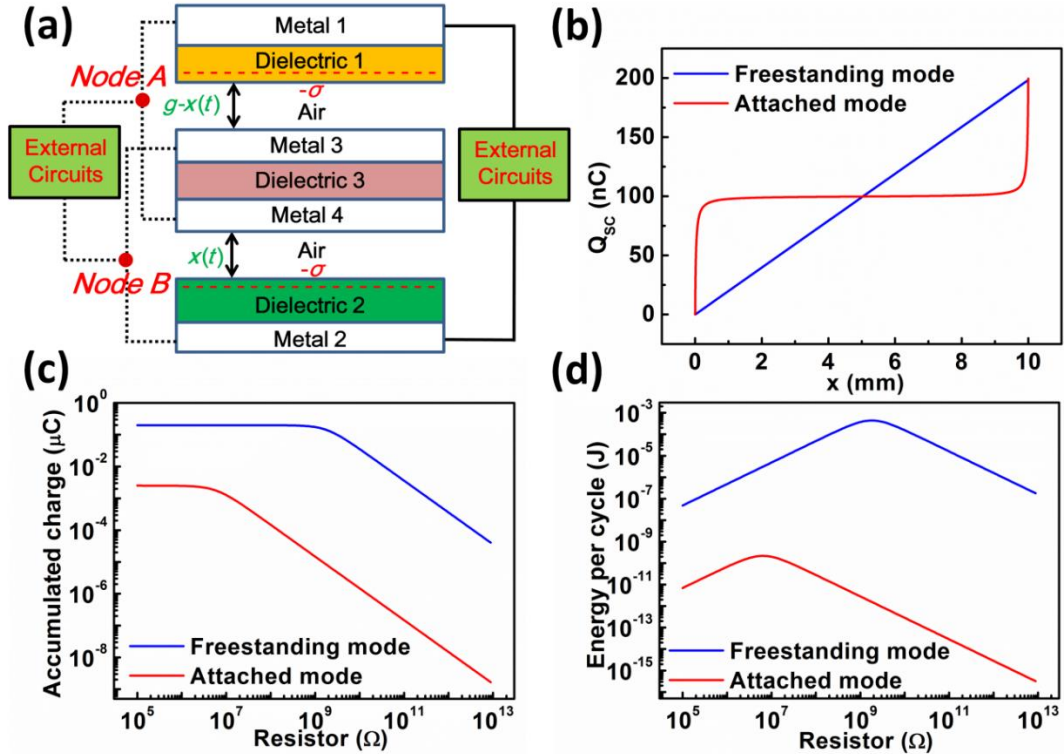 (a)
Metal 1
Dielectric 1
-σ
Node A
g-x(t)
Air
External
Circuits
Metal 3
Dielectric 3
Metal 4
External
Circuits
x(t)
Air
-σ
Node B
Dielectric 2
Metal 2
(b)
Freestanding mode
Attached mode
200
150
100
50
0
Q_SC (nC)
0 2 4 6 8 10
x (mm)
(c)
10^0
10^-2
10^-4
10^-6
10^-8
Accumulated charge (μC)
Freestanding mode
Attached mode
10^5 10^7 10^9 10^11 10^13
Resistor (Ω)
(d)
10^-3
10^-5
10^-7
10^-9
10^-11
10^-13
10^-15
Energy per cycle (J)
Freestanding mode
Attached mode
10^5 10^7 10^9 10^11 10^13
Resistor (Ω)